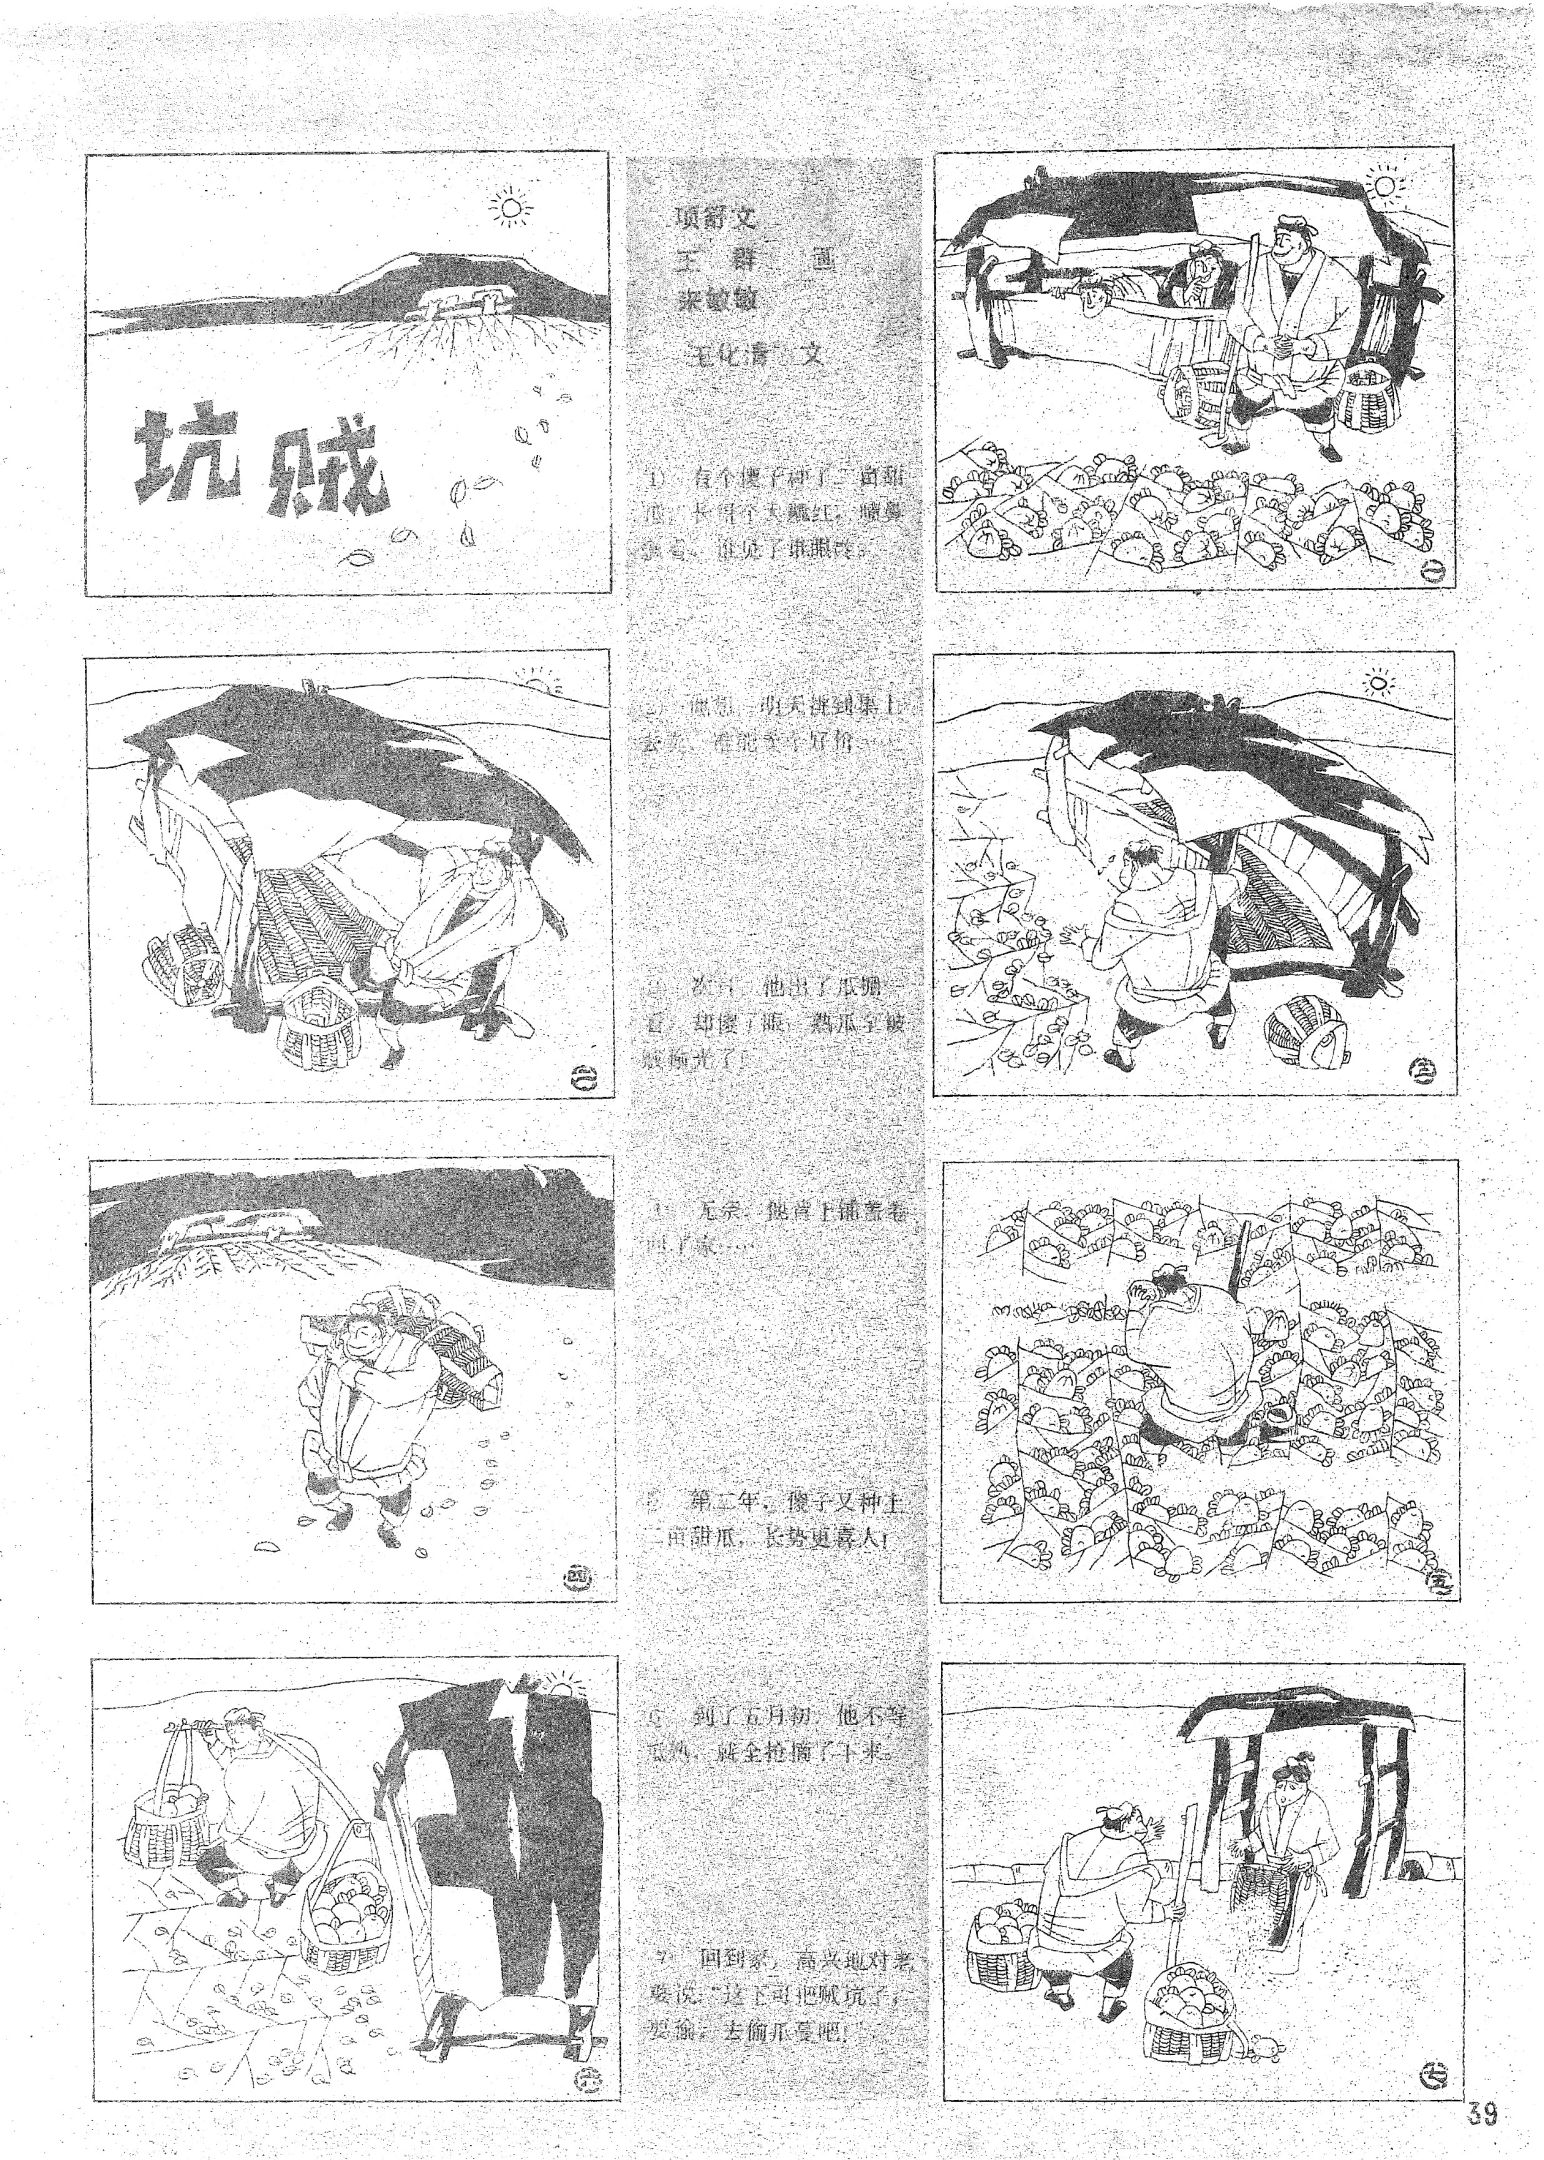 坑贼
项舒文
王 群 画
来敏敏
王化清 文
1) 有个傻子种了二亩甜
瓜,长得个大瓤红,喷鼻
香,谁见了谁眼馋。
一
2) 他想,明天挑到集上
去卖,准能卖个好价……
二
3) 次日,他出了瓜棚一
看,却傻了眼:熟瓜全被
贼偷光了!
三
4) 无奈,他背上铺盖卷
回了家……
四
5) 第二年,傻子又种上
二亩甜瓜,长势更喜人!
五
6) 到了五月初,他不等
瓜熟,就全抢摘了下来。
六
7) 回到家,高兴地对老
婆说:“这下可把贼坑了,
要偷,去偷瓜蔓吧!”
七
39